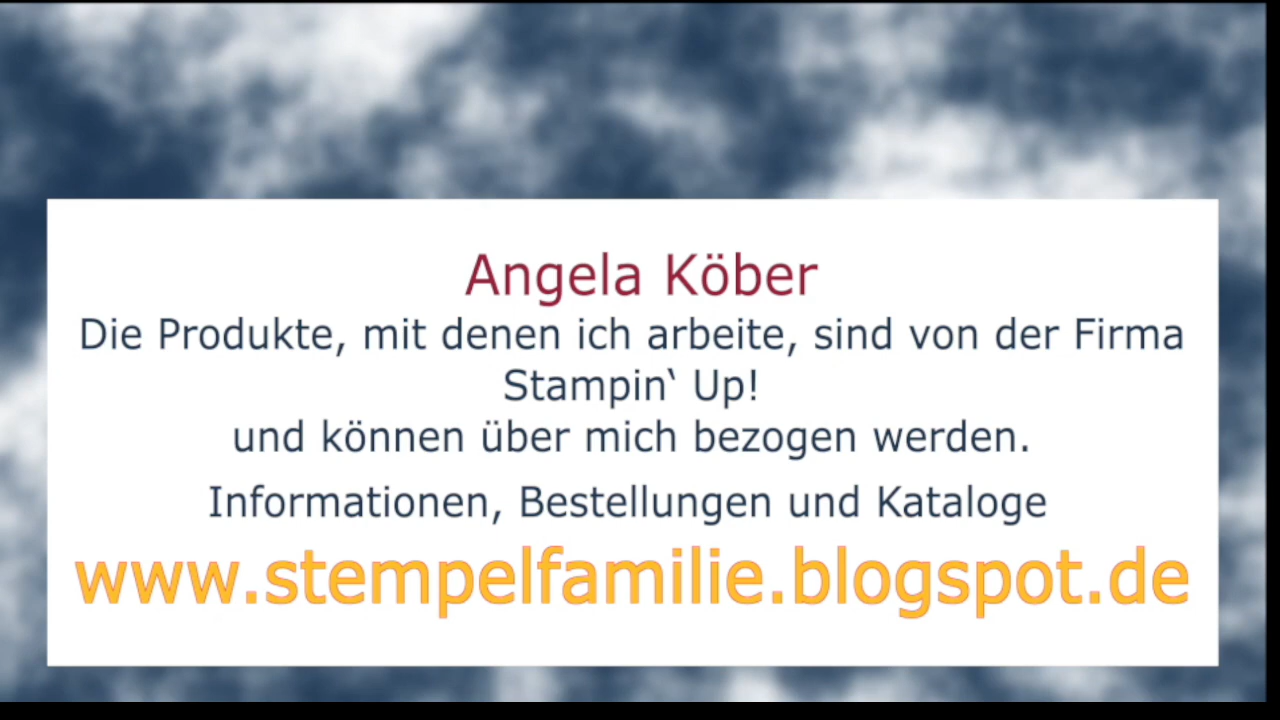 Angela Köber
Die Produkte, mit denen ich arbeite, sind von der Firma
Stampin‘ Up!
und können über mich bezogen werden.
Informationen, Bestellungen und Kataloge
www.stempelfamilie.blogspot.de